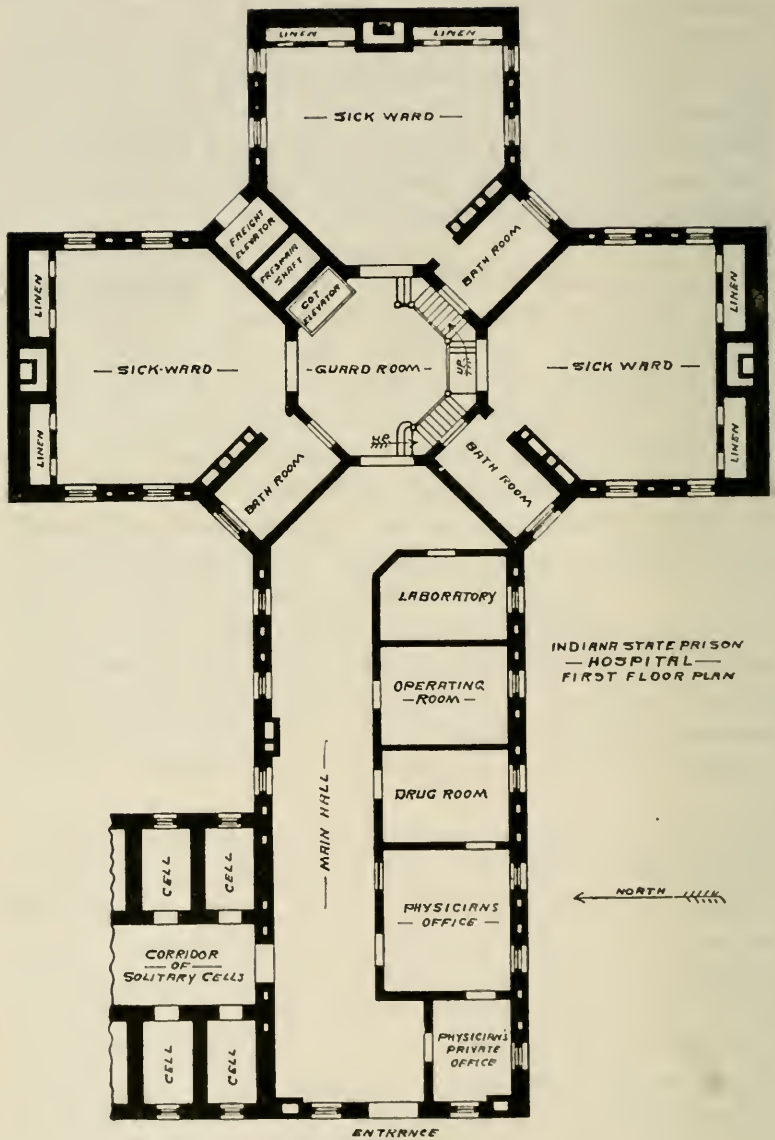 LINEN
LINEN
— SICK WARD —
FREIGHT
ELEVATOR
FRESH-AIR
SHAFT
COT
ELEVATOR
BATH ROOM
LINEN
LINEN
— SICK-WARD —
- GUARD ROOM -
UP
— SICK WARD —
LINEN
LINEN
UP
BATH ROOM
BATH ROOM
LABORATORY
INDIANA STATE PRISON
— HOSPITAL —
FIRST FLOOR PLAN
OPERATING
— ROOM —
MAIN HALL
DRUG ROOM
CELL
CELL
NORTH
PHYSICIANS
— OFFICE —
CORRIDOR
— OF —
SOLITARY CELLS
PHYSICIAN'S
PRIVATE
OFFICE
CELL
CELL
ENTRANCE